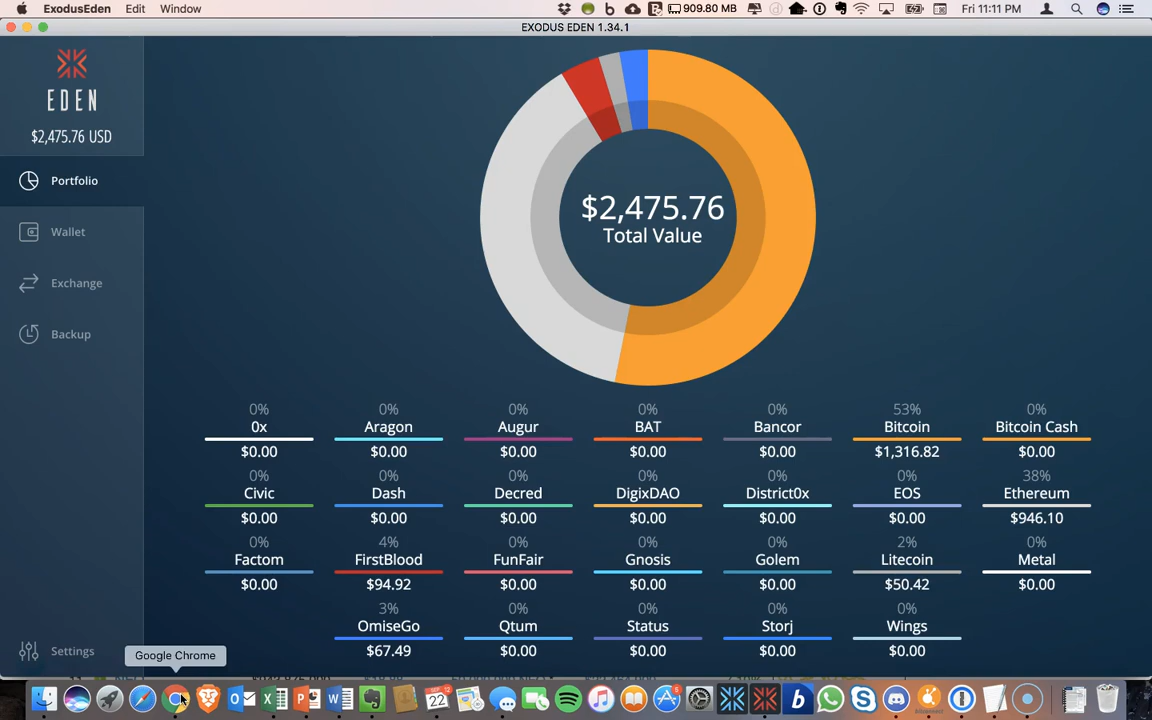 ExodusEden Edit Window 909.80 MB Fri 11:11 PM
EXODUS EDEN 1.34.1
EDEN
$2,475.76 USD
Portfolio
Wallet
Exchange
Backup
Settings
$2,475.76
Total Value
0% 0% 0% 0% 0% 53% 0%
0x Aragon Augur BAT Bancor Bitcoin Bitcoin Cash
$0.00 $0.00 $0.00 $0.00 $0.00 $1,316.82 $0.00
0% 0% 0% 0% 0% 0% 38%
Civic Dash Decred DigixDAO District0x EOS Ethereum
$0.00 $0.00 $0.00 $0.00 $0.00 $0.00 $946.10
0% 4% 0% 0% 0% 2% 0%
Factom FirstBlood FunFair Gnosis Golem Litecoin Metal
$0.00 $94.92 $0.00 $0.00 $0.00 $50.42 $0.00
3% 0% 0% 0% 0%
OmiseGo Qtum Status Storj Wings
$67.49 $0.00 $0.00 $0.00 $0.00
Google Chrome
22